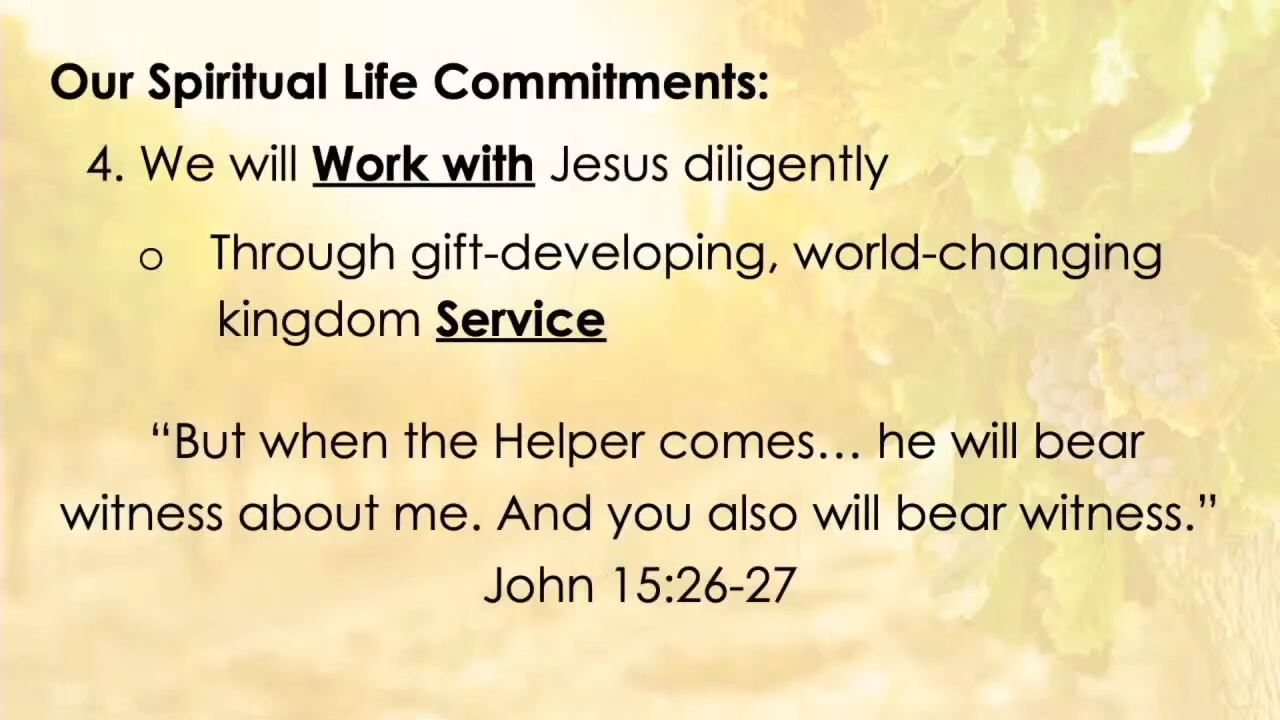 Our Spiritual Life Commitments:
4. We will Work with Jesus diligently
o Through gift-developing, world-changing
kingdom Service
“But when the Helper comes… he will bear
witness about me. And you also will bear witness.”
John 15:26-27